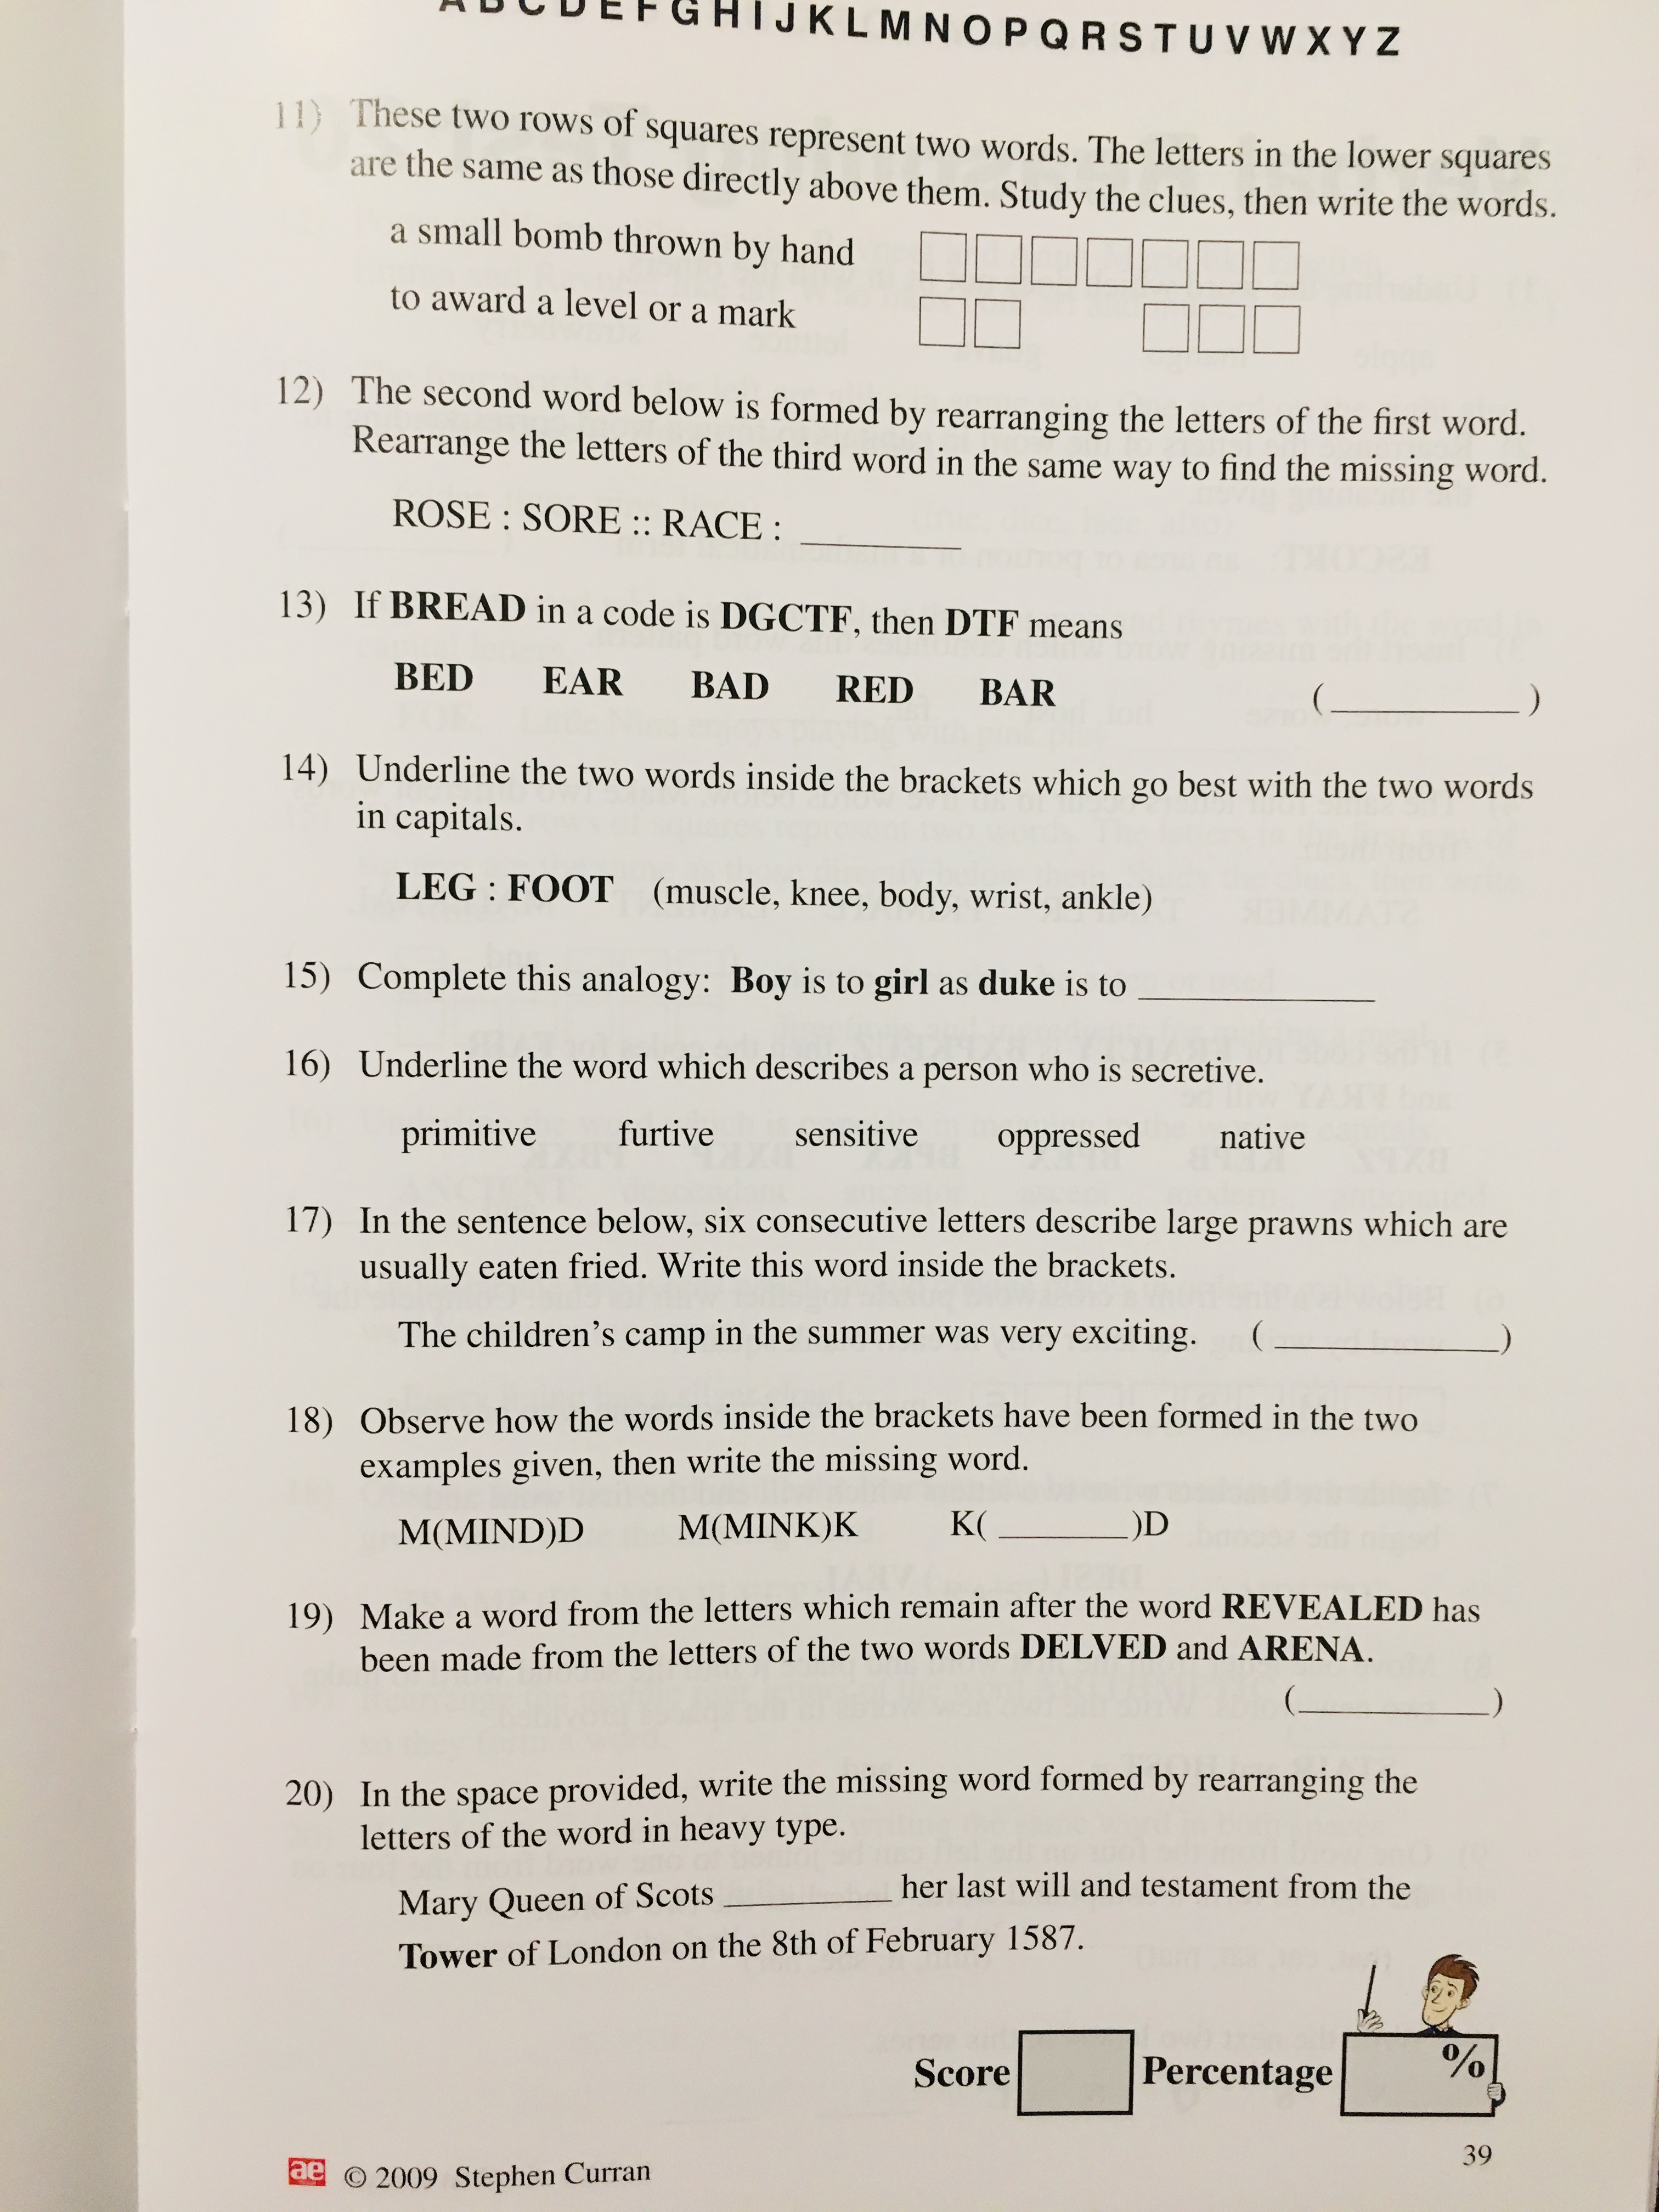 A B C D E F G H I J K L M N O P Q R S T U V W X Y Z
11) These two rows of squares represent two words. The letters in the lower squares
are the same as those directly above them. Study the clues, then write the words.
a small bomb thrown by hand
to award a level or a mark
12) The second word below is formed by rearranging the letters of the first word.
Rearrange the letters of the third word in the same way to find the missing word.
ROSE : SORE :: RACE : ________
13) If BREAD in a code is DGCTF, then DTF means
BED EAR BAD RED BAR (________)
14) Underline the two words inside the brackets which go best with the two words
in capitals.
LEG : FOOT (muscle, knee, body, wrist, ankle)
15) Complete this analogy: Boy is to girl as duke is to ________
16) Underline the word which describes a person who is secretive.
primitive furtive sensitive oppressed native
17) In the sentence below, six consecutive letters describe large prawns which are
usually eaten fried. Write this word inside the brackets.
The children's camp in the summer was very exciting. (________)
18) Observe how the words inside the brackets have been formed in the two
examples given, then write the missing word.
M(MIND)D M(MINK)K K(________)D
19) Make a word from the letters which remain after the word REVEALED has
been made from the letters of the two words DELVED and ARENA.
(________)
20) In the space provided, write the missing word formed by rearranging the
letters of the word in heavy type.
Mary Queen of Scots ________ her last will and testament from the
Tower of London on the 8th of February 1587.
Score Percentage %
39
ae © 2009 Stephen Curran